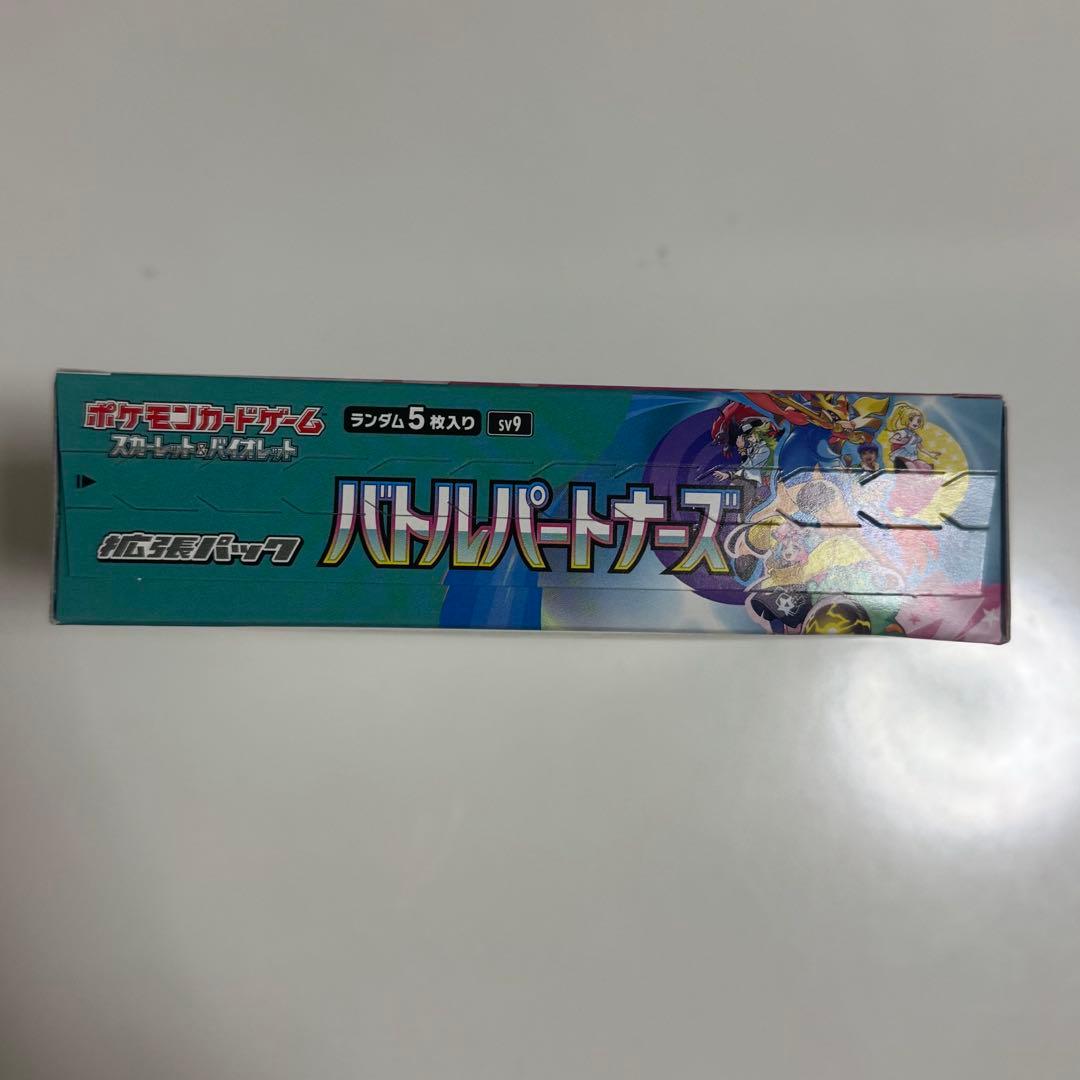 ポケモンカードゲーム
スカーレット&バイオレット
ランダム5枚入り
SV9
拡張パック
バトルパートナーズ